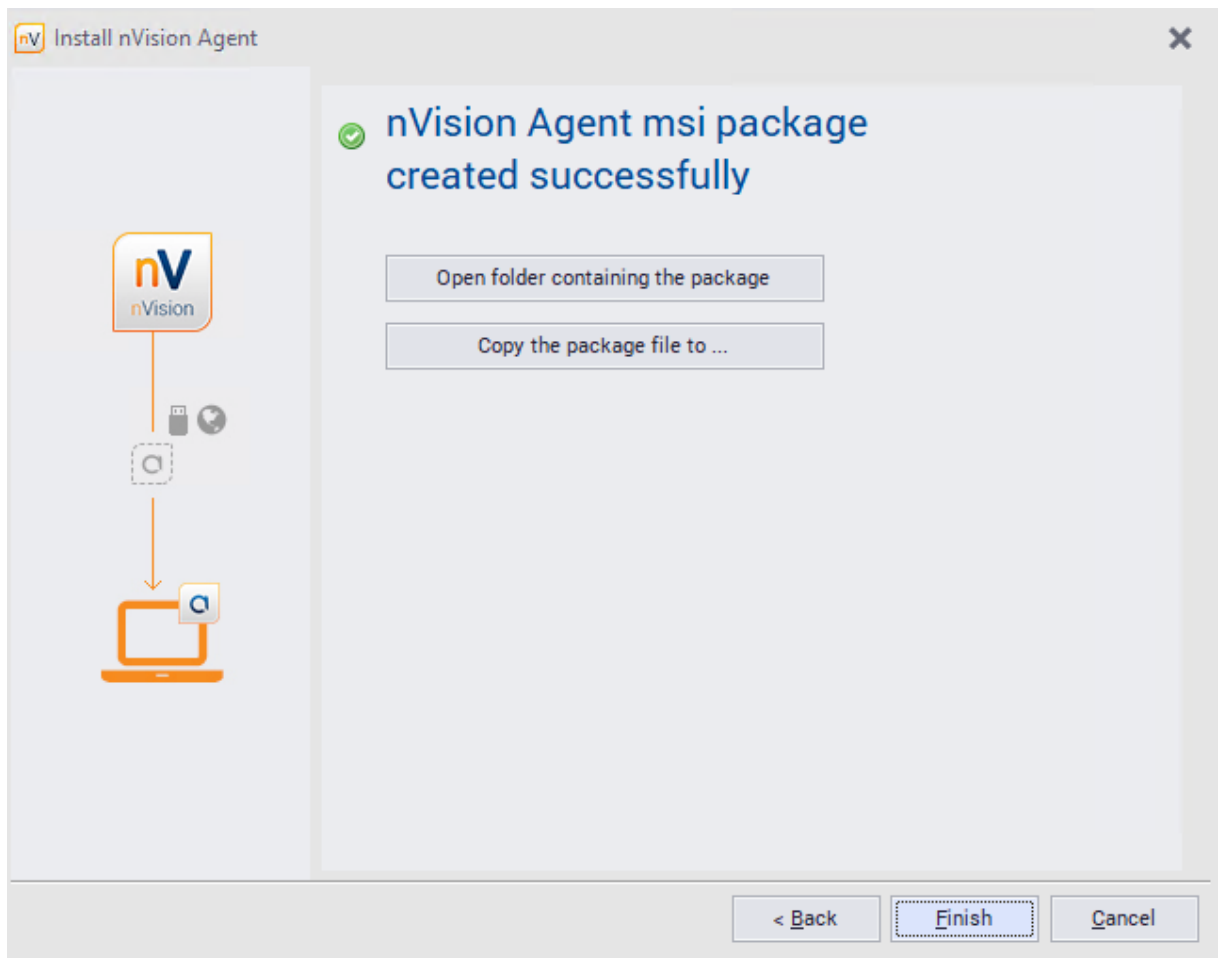 nV Install nVision Agent
nVision Agent msi package
created successfully
nV
nVision
Open folder containing the package
Copy the package file to ...
a
a
< Back
Finish
Cancel